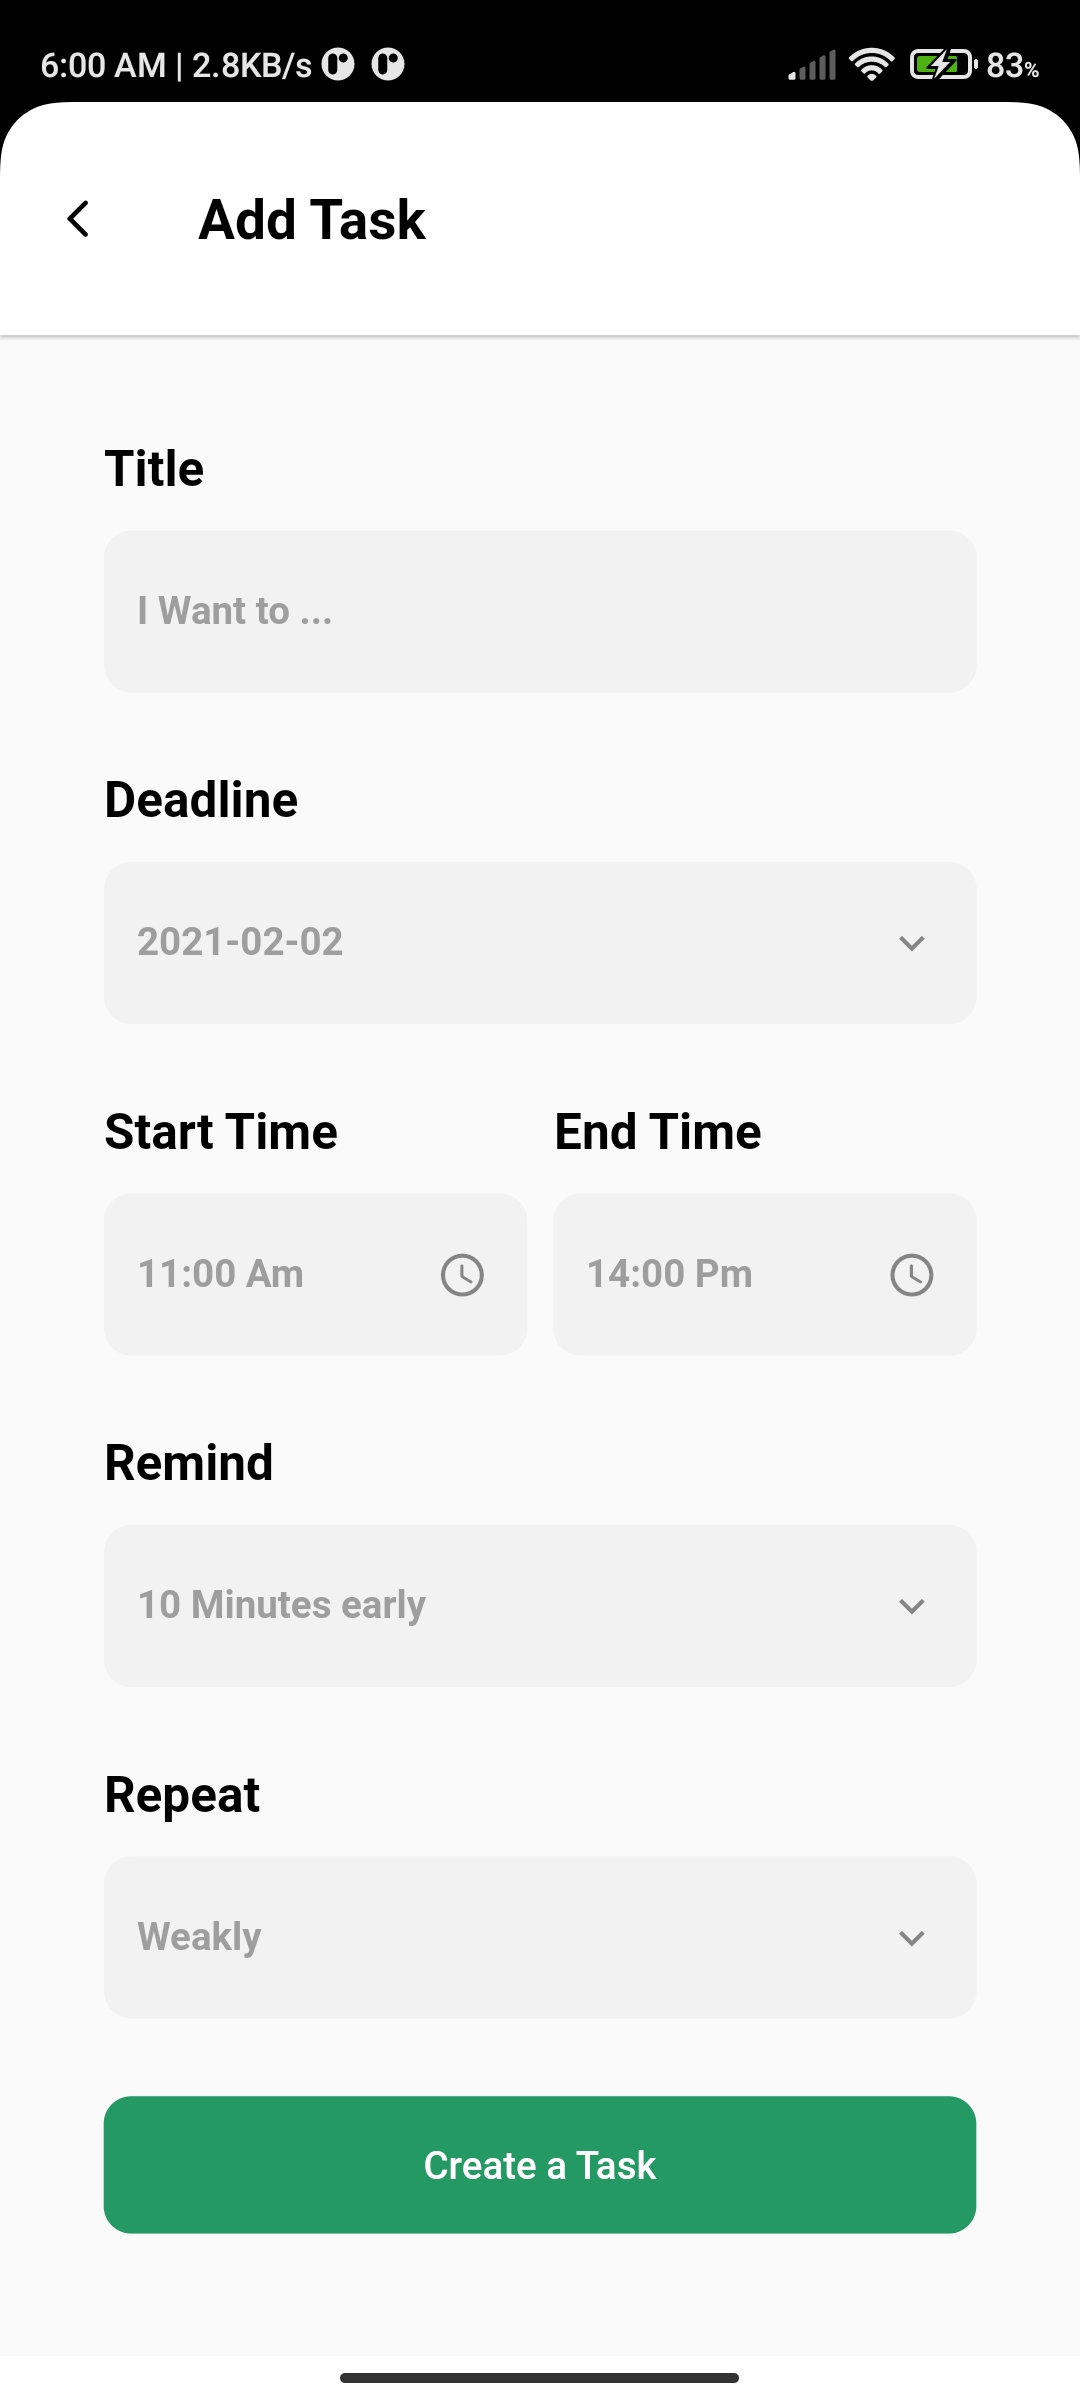 6:00 AM | 2.8KB/s
83%
Add Task
Title
I Want to ...
Deadline
2021-02-02
Start Time
End Time
11:00 Am
14:00 Pm
Remind
10 Minutes early
Repeat
Weakly
Create a Task